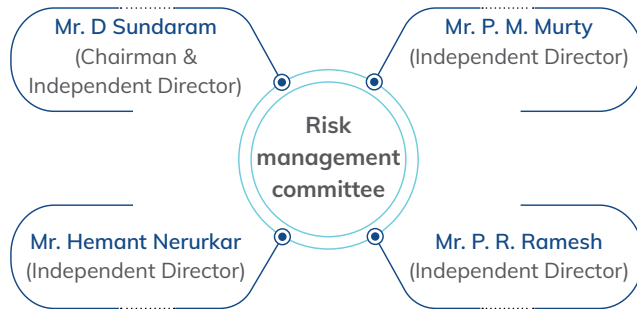 Mr. D Sundaram
(Chairman &
Independent Director)
Mr. P. M. Murty
(Independent Director)
Risk
management
committee
Mr. Hemant Nerurkar
(Independent Director)
Mr. P. R. Ramesh
(Independent Director)